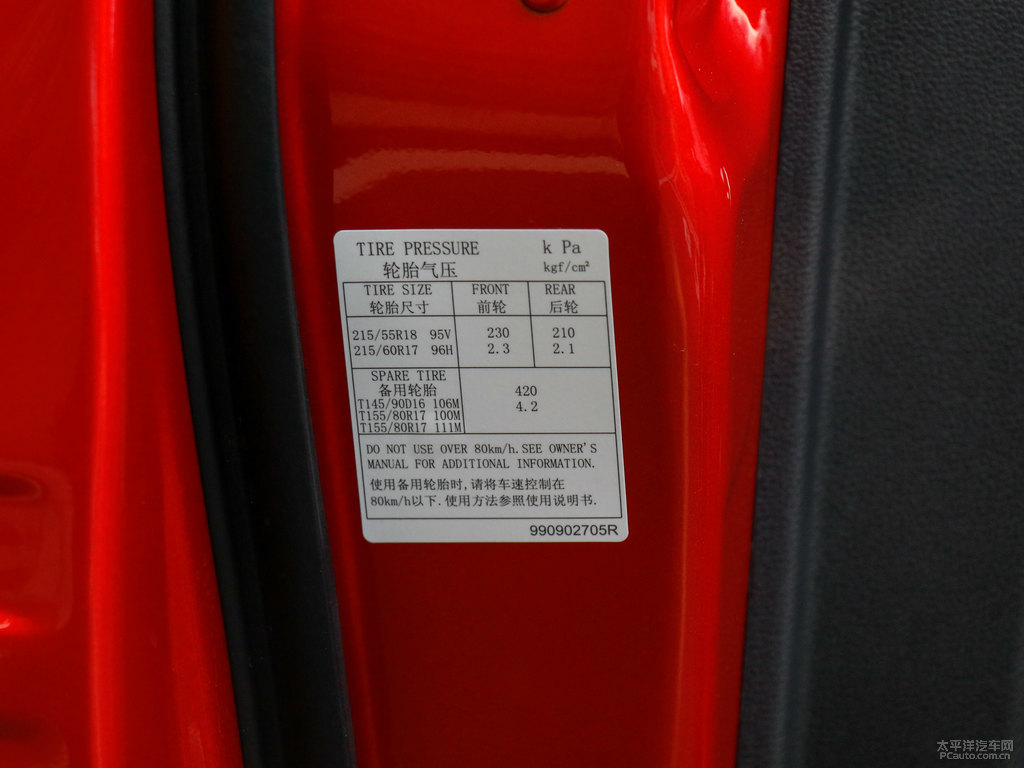 TIRE PRESSURE k Pa
轮胎气压 kgf/cm²
TIRE SIZE FRONT REAR
轮胎尺寸 前轮 后轮
215/55R18 95V 230 210
215/60R17 96H 2.3 2.1
SPARE TIRE
备用轮胎 420
T145/90D16 106M 4.2
T155/80R17 100M
T155/80R17 111M
DO NOT USE OVER 80km/h.SEE OWNER'S
MANUAL FOR ADDITIONAL INFORMATION.
使用备用轮胎时,请将车速控制在
80km/h以下.使用方法参照使用说明书.
990902705R
太平洋汽车网
PCauto.com.cn